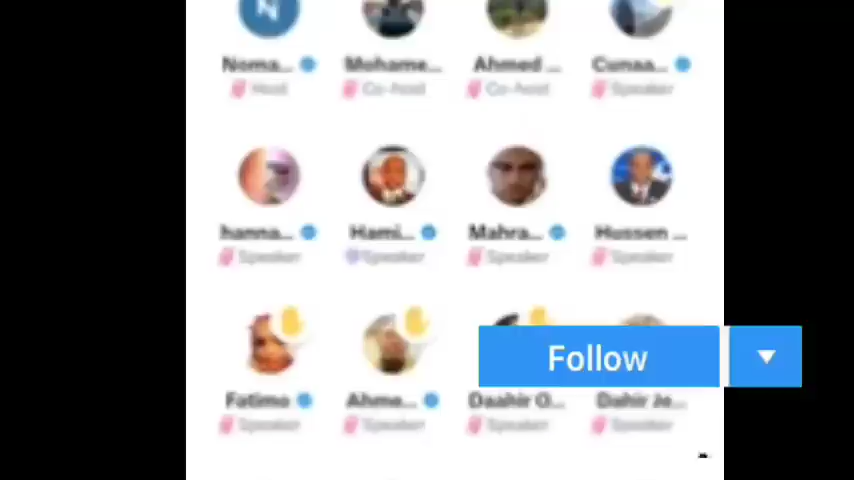 N
Noma... Mohame... Ahmed ... Cunaa...
Host Co-host Co-host Speaker
hanna... Hami... Mahra... Hussen ...
Speaker Speaker Speaker Speaker
Follow
Fatimo Ahme... Daahir O... Dahir Jo...
Speaker Speaker Speaker Speaker